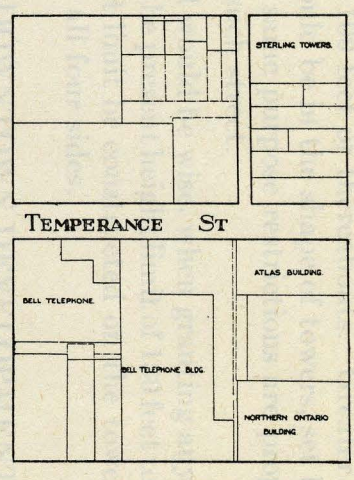 STERLING TOWERS.
TEMPERANCE ST
ATLAS BUILDING.
BELL TELEPHONE.
BELL TELEPHONE BLDG.
NORTHERN ONTARIO
BUILDING.